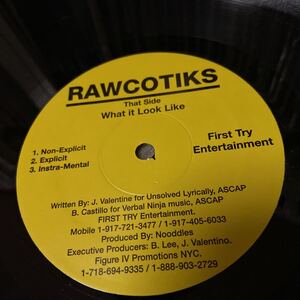 RAWCOTIKS
That Side
What it Look Like
1. Non-Explicit
2. Explicit
3. Instra-Mental
First Try
Entertainment
Written By: J. Valentine for Unsolved Lyrically, ASCAP
B. Castillo for Verbal Ninja music, ASCAP
FIRST TRY Entertainment.
Mobile 1-917-721-3477 / 1-917-405-6033
Produced By: Nooddles
Executive Producers: B. Lee, J. Valentino.
Figure IV Promotions NYC.
1-718-694-9335 / 1-888-903-2729